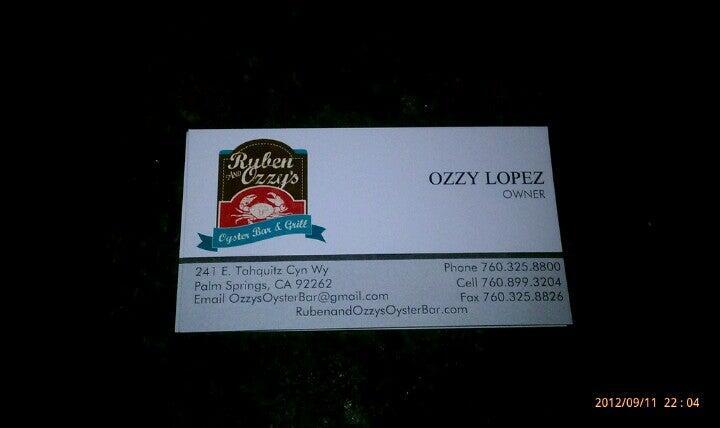 Ruben
AND Ozzy's
Oyster Bar & Grill
OZZY LOPEZ
OWNER
241 E. Tahquitz Cyn Wy
Palm Springs, CA 92262
Email OzzysOysterBar@gmail.com
Phone 760.325.8800
Cell 760.899.3204
Fax 760.325.8826
RubenandOzzysOysterBar.com
2012/09/11 22:04